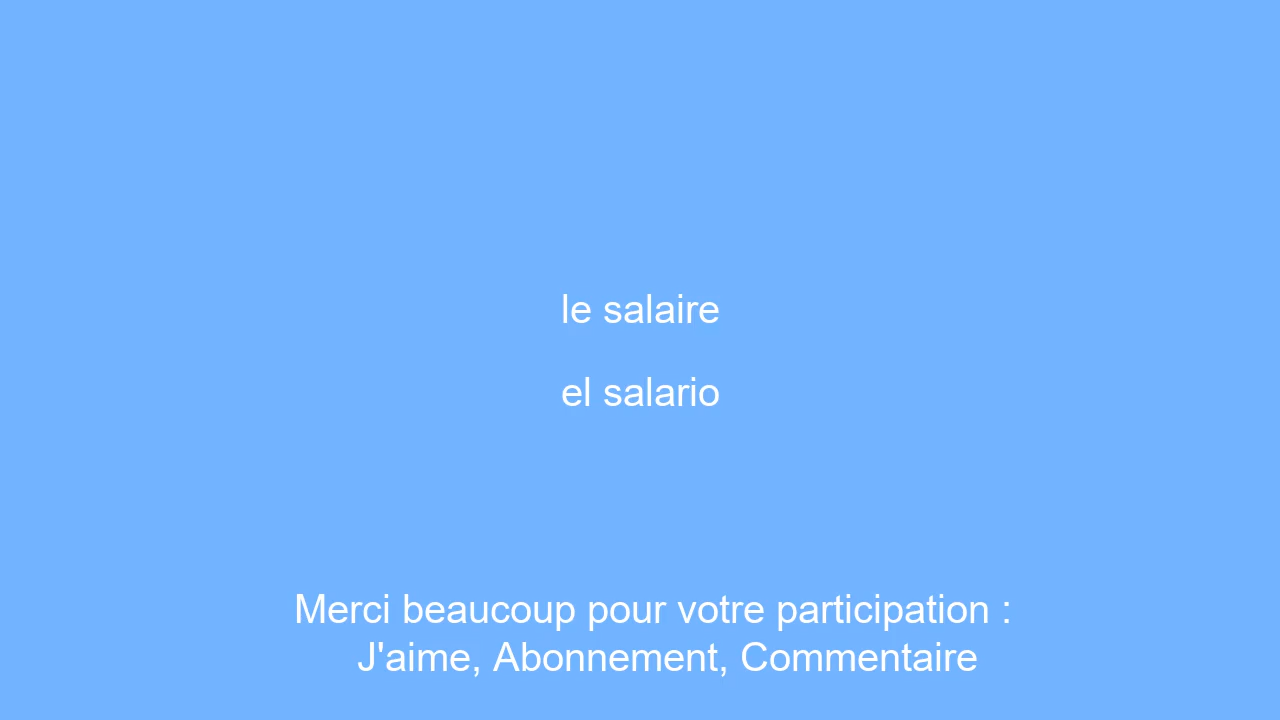 le salaire
el salario
Merci beaucoup pour votre participation :
J'aime, Abonnement, Commentaire